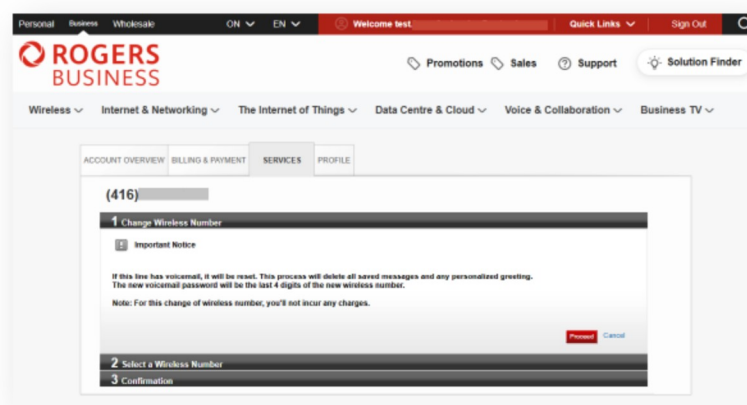 Personal Business Wholesale ON EN Welcome test Quick Links Sign Out
ROGERS
BUSINESS
Promotions Sales Support Solution Finder
Wireless Internet & Networking The Internet of Things Data Centre & Cloud Voice & Collaboration Business TV
ACCOUNT OVERVIEW BILLING & PAYMENT SERVICES PROFILE
(416)
1 Change Wireless Number
Important Notice
If this line has voicemail, it will be reset. This process will delete all saved messages and any personalized greeting.
The new voicemail password will be the last 4 digits of the new wireless number.
Note: For this change of wireless number, you'll not incur any charges.
Proceed Cancel
2 Select a Wireless Number
3 Confirmation